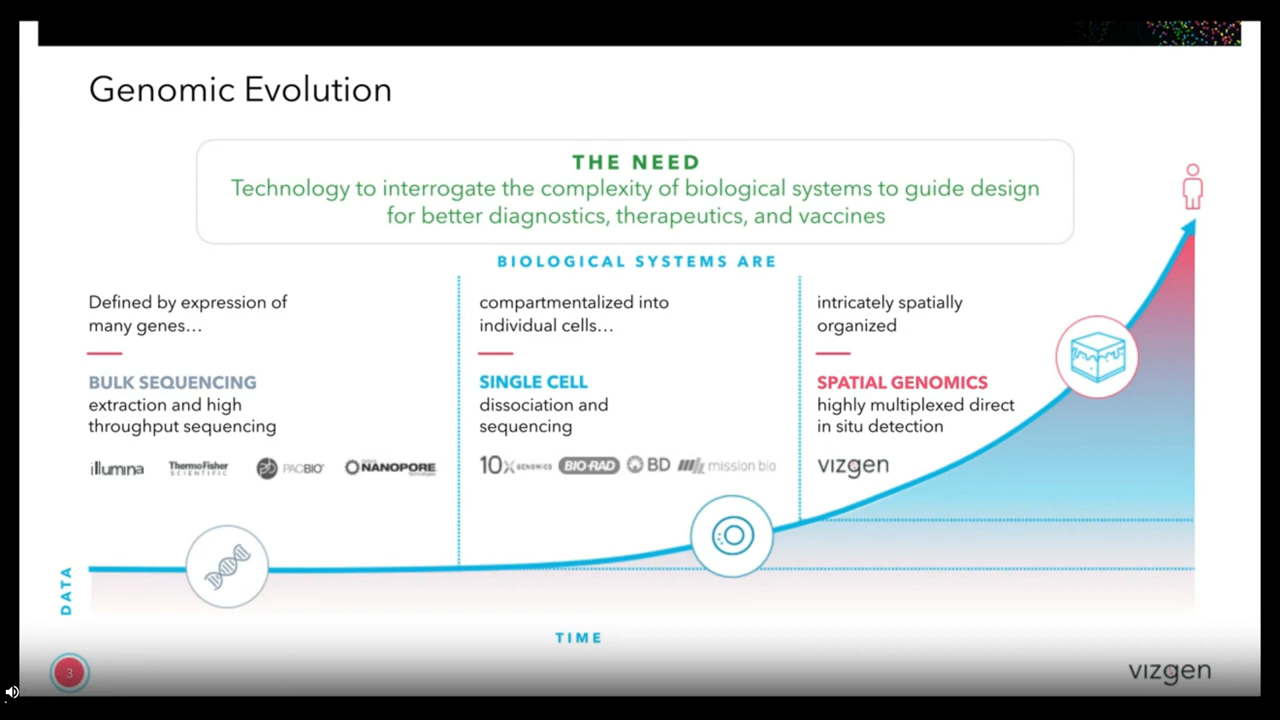 Genomic Evolution
THE NEED
Technology to interrogate the complexity of biological systems to guide design
for better diagnostics, therapeutics, and vaccines
BIOLOGICAL SYSTEMS ARE
Defined by expression of
many genes...
BULK SEQUENCING
extraction and high
throughput sequencing
illumina ThermoFisher SCIENTIFIC PB PACBIO NANOPORE
compartmentalized into
individual cells...
SINGLE CELL
dissociation and
sequencing
10X GENOMICS BIO-RAD BD mission bio
intricately spatially
organized
SPATIAL GENOMICS
highly multiplexed direct
in situ detection
vizgen
DATA
TIME
3
vizgen